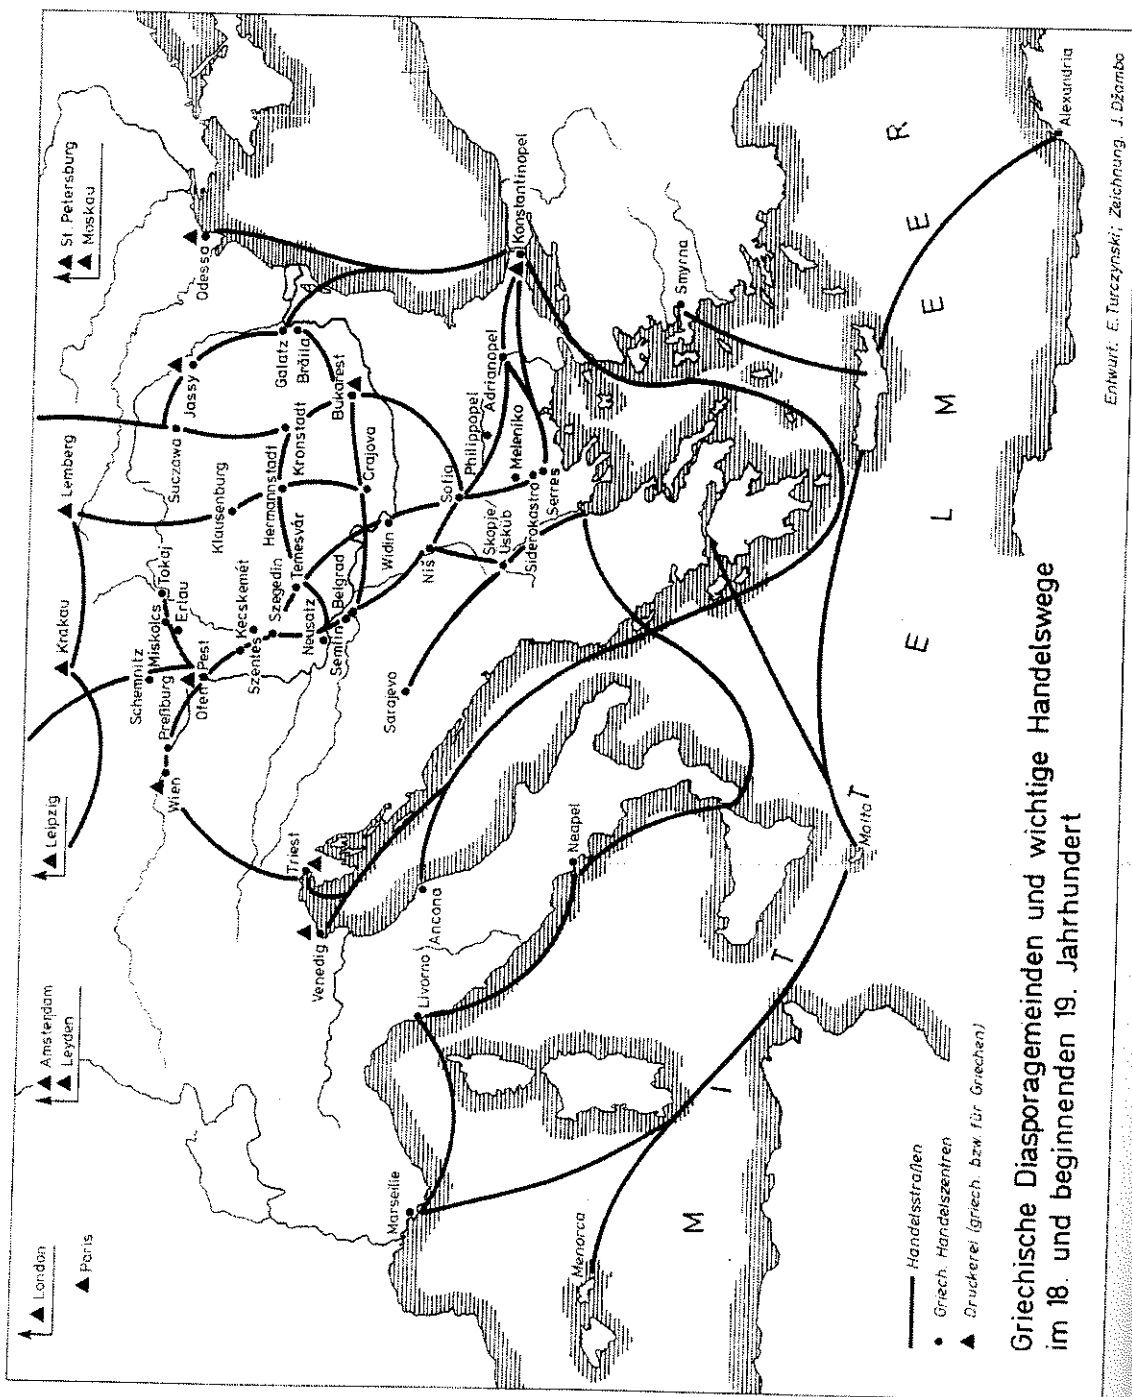 London
Paris
Amsterdam
Leyden
Leipzig
Krakau
Lemberg
St. Petersburg
Moskau
Wien
Preßburg
Schemnitz
Miskolcs
Tokaj
Erlau
Ofen
Pest
Kecskemét
Szentes
Szegedin
Suczawa
Jassy
Odessa
Klausenburg
Hermannstadt
Kronstadt
Galatz
Brăila
Triest
Venedig
Neusatz
Temesvár
Semlin
Belgrad
Crajova
Bukarest
Widin
Sarajevo
Niš
Sofia
Philippopel
Adrianopel
Konstantinopel
Skopje/
Usküb
Meleniko
Siderokastro
Serres
Marseille
Livorno
Ancona
Neapel
Menorca
Malta
Smyrna
Alexandria
M I T T E L M E E R
Handelsstraßen
Griech. Handelszentren
Druckerei (griech. bzw. für Griechen)
Griechische Diasporagemeinden und wichtige Handelswege
im 18. und beginnenden 19. Jahrhundert
Entwurf: E. Turczynski; Zeichnung: J. Džambo